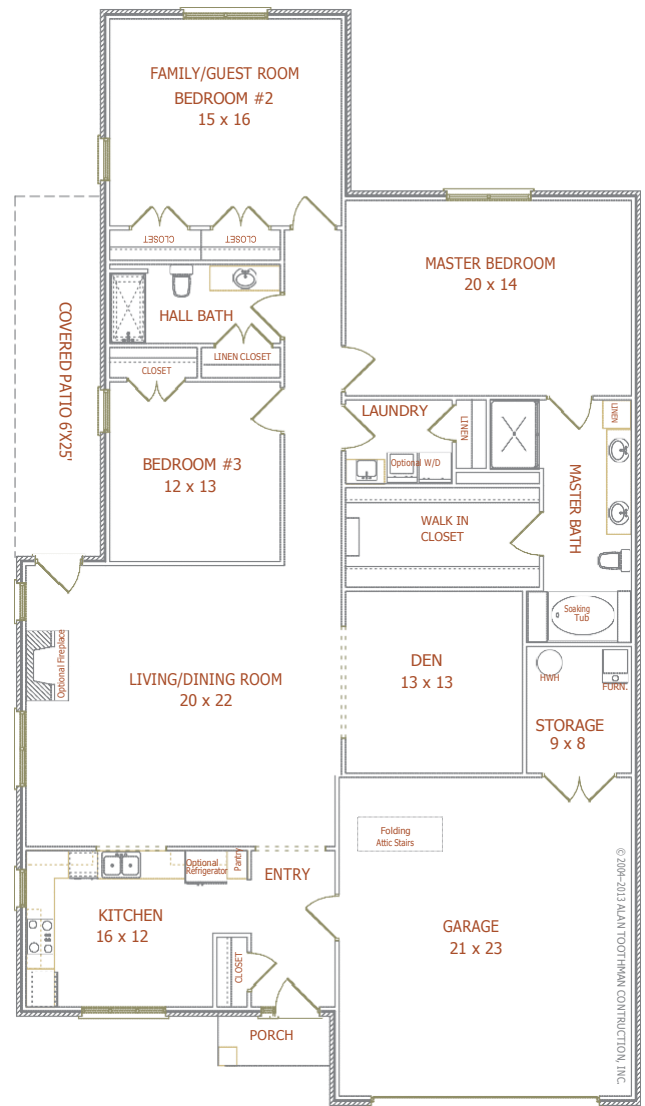 FAMILY/GUEST ROOM
BEDROOM #2
15 x 16
CLOSET
CLOSET
MASTER BEDROOM
20 x 14
HALL BATH
LINEN CLOSET
CLOSET
COVERED PATIO 6'X25'
BEDROOM #3
12 x 13
LAUNDRY
LINEN
LINEN
Optional W/D
MASTER BATH
WALK IN
CLOSET
Soaking
Tub
Optional Fireplace
LIVING/DINING ROOM
20 x 22
DEN
13 x 13
HWH
FURN.
STORAGE
9 x 8
Folding
Attic Stairs
Optional
Refrigerator
Pantry
ENTRY
KITCHEN
16 x 12
CLOSET
GARAGE
21 x 23
PORCH
© 2004-2013 ALAN TOOTHMAN CONTRUCTION, INC.